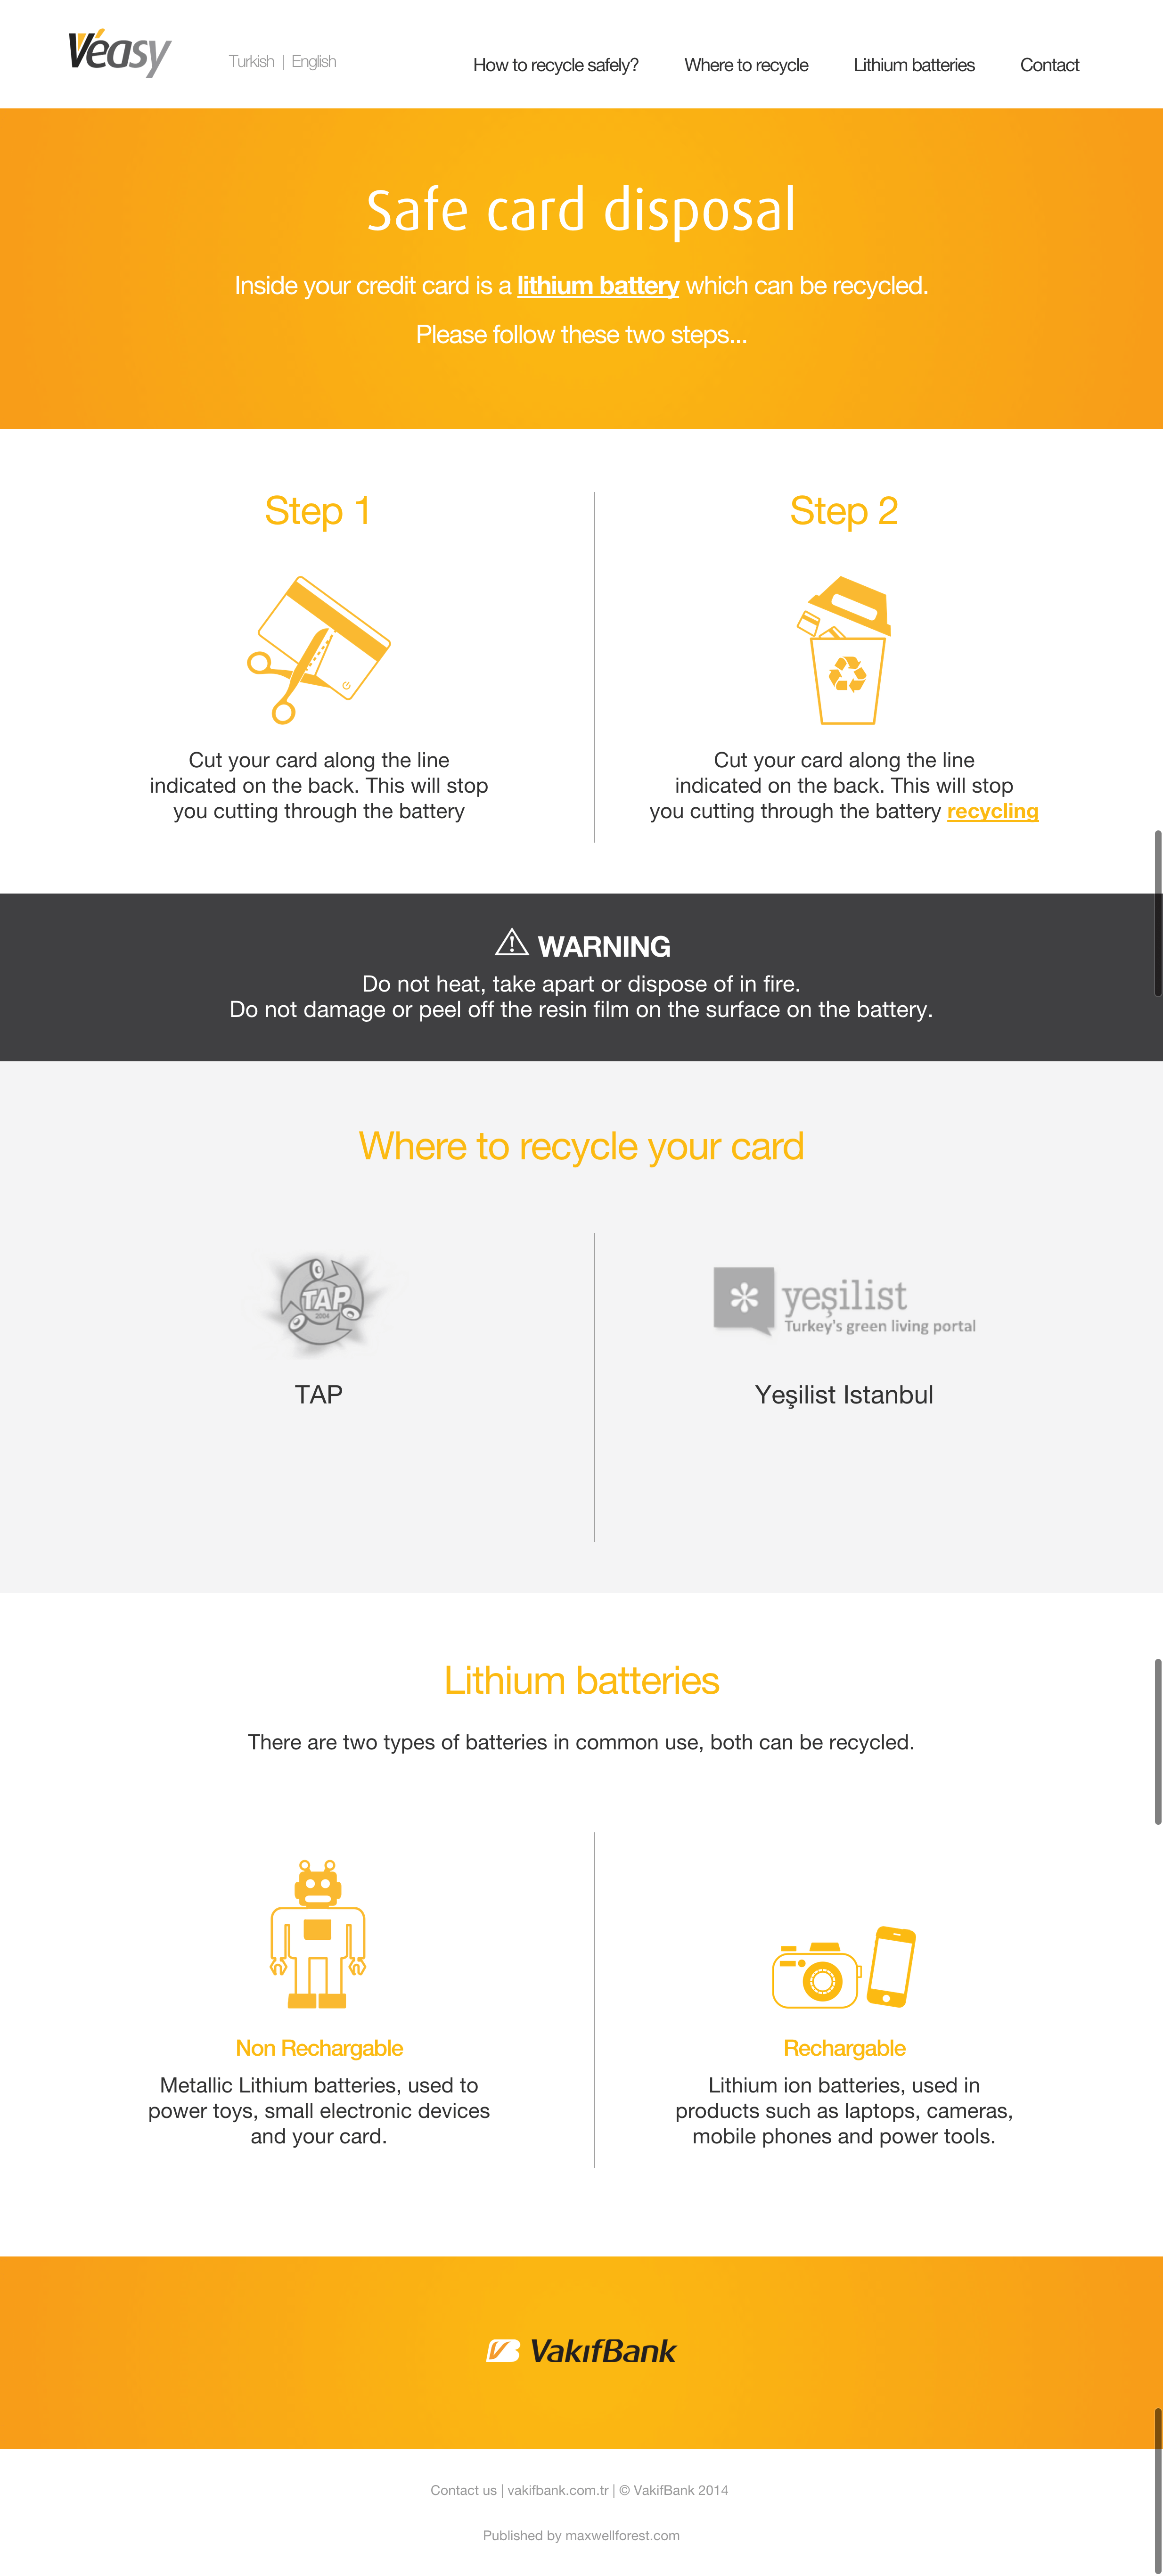 Véasy
Turkish | English
How to recycle safely?
Where to recycle
Lithium batteries
Contact
Safe card disposal
Inside your credit card is a lithium battery which can be recycled.
Please follow these two steps...
Step 1
Cut your card along the line
indicated on the back. This will stop
you cutting through the battery
Step 2
Cut your card along the line
indicated on the back. This will stop
you cutting through the battery recycling
WARNING
Do not heat, take apart or dispose of in fire.
Do not damage or peel off the resin film on the surface on the battery.
Where to recycle your card
TAP
2004
TAP
yeşilist
Turkey's green living portal
Yeşilist Istanbul
Lithium batteries
There are two types of batteries in common use, both can be recycled.
Non Rechargable
Metallic Lithium batteries, used to
power toys, small electronic devices
and your card.
Rechargable
Lithium ion batteries, used in
products such as laptops, cameras,
mobile phones and power tools.
VakıfBank
Contact us | vakifbank.com.tr | © VakifBank 2014
Published by maxwellforest.com